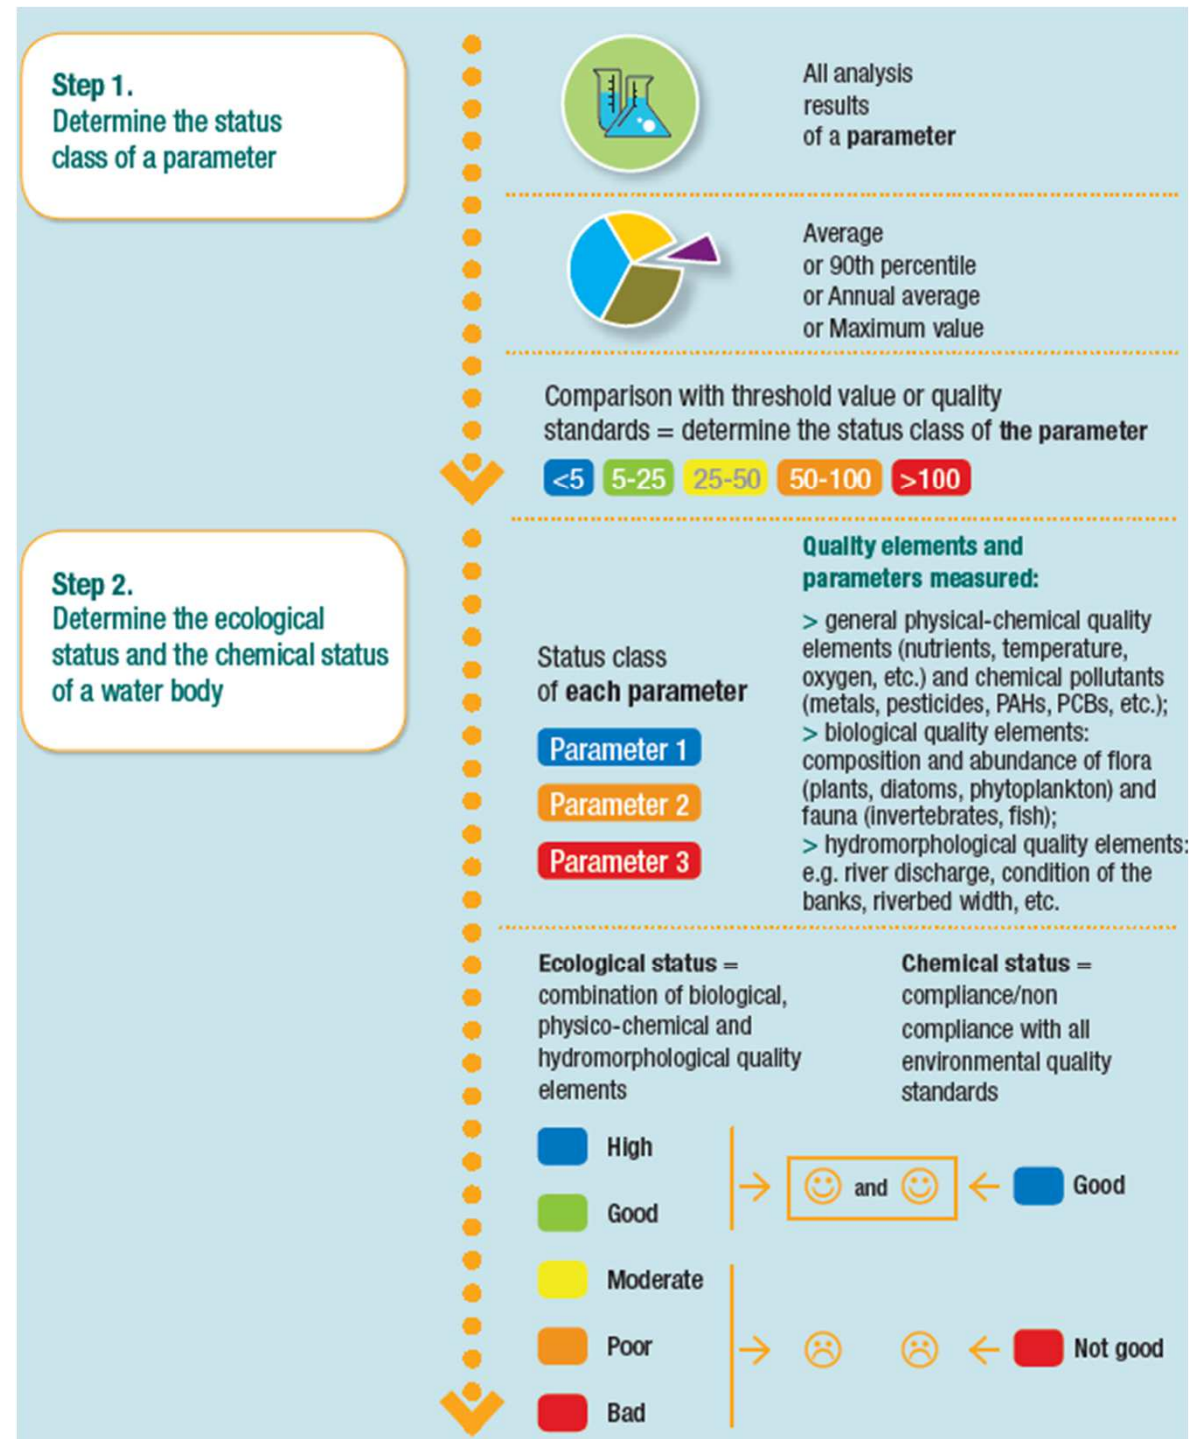 Step 1.
Determine the status
class of a parameter
All analysis
results
of a parameter
Average
or 90th percentile
or Annual average
or Maximum value
Comparison with threshold value or quality
standards = determine the status class of the parameter
<5 5-25 25-50 50-100 >100
Step 2.
Determine the ecological
status and the chemical status
of a water body
Status class
of each parameter
Parameter 1
Parameter 2
Parameter 3
Quality elements and
parameters measured:
> general physical-chemical quality
elements (nutrients, temperature,
oxygen, etc.) and chemical pollutants
(metals, pesticides, PAHs, PCBs, etc.);
> biological quality elements:
composition and abundance of flora
(plants, diatoms, phytoplankton) and
fauna (invertebrates, fish);
> hydromorphological quality elements:
e.g. river discharge, condition of the
banks, riverbed width, etc.
Ecological status =
combination of biological,
physico-chemical and
hydromorphological quality
elements
Chemical status =
compliance/non
compliance with all
environmental quality
standards
High
Good
Moderate
Poor
Bad
and
Good
Not good